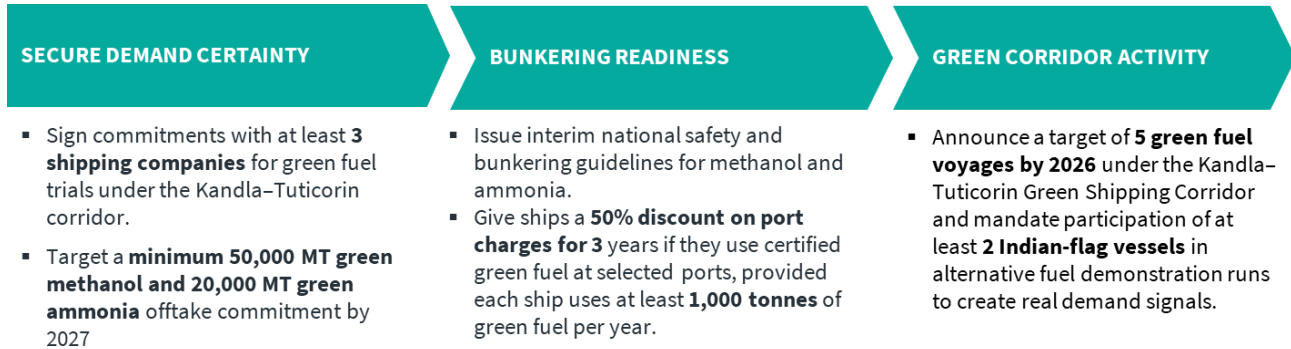 SECURE DEMAND CERTAINTY
▪ Sign commitments with at least 3
shipping companies for green fuel
trials under the Kandla–Tuticorin
corridor.
▪ Target a minimum 50,000 MT green
methanol and 20,000 MT green
ammonia offtake commitment by
2027
BUNKERING READINESS
▪ Issue interim national safety and
bunkering guidelines for methanol and
ammonia.
▪ Give ships a 50% discount on port
charges for 3 years if they use certified
green fuel at selected ports, provided
each ship uses at least 1,000 tonnes of
green fuel per year.
GREEN CORRIDOR ACTIVITY
▪ Announce a target of 5 green fuel
voyages by 2026 under the Kandla–
Tuticorin Green Shipping Corridor
and mandate participation of at
least 2 Indian-flag vessels in
alternative fuel demonstration runs
to create real demand signals.